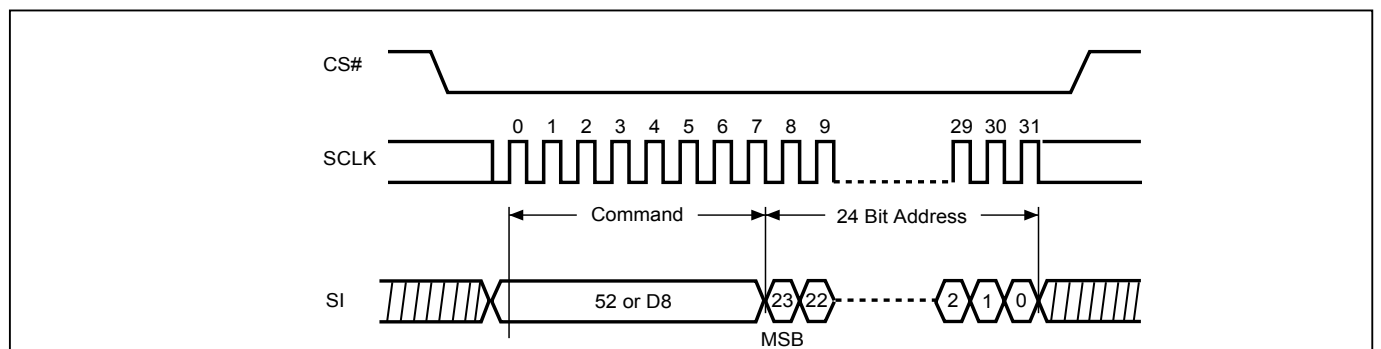 CS#
0 1 2 3 4 5 6 7 8 9 29 30 31
SCLK
Command 24 Bit Address
SI 52 or D8 23 22 2 1 0
MSB